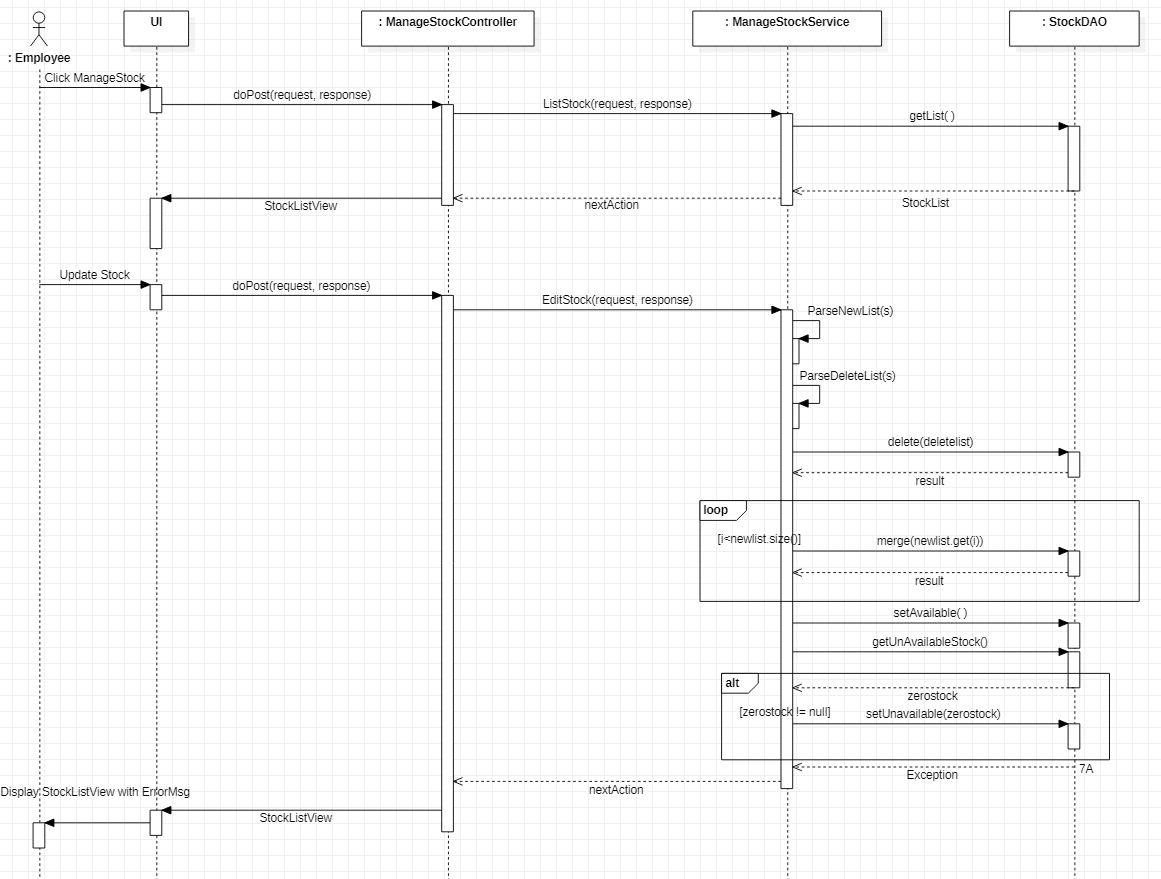 UI
: ManageStockController
: ManageStockService
: StockDAO
: Employee
Click ManageStock
doPost(request, response)
ListStock(request, response)
getList( )
StockListView
nextAction
StockList
Update Stock
doPost(request, response)
EditStock(request, response)
ParseNewList(s)
ParseDeleteList(s)
delete(deletelist)
result
loop
[i<newlist.size()]
merge(newlist.get(i))
result
setAvailable( )
getUnAvailableStock()
alt
zerostock
[zerostock != null]
setUnavailable(zerostock)
7A
Exception
nextAction
Display StockListView with ErrorMsg
StockListView